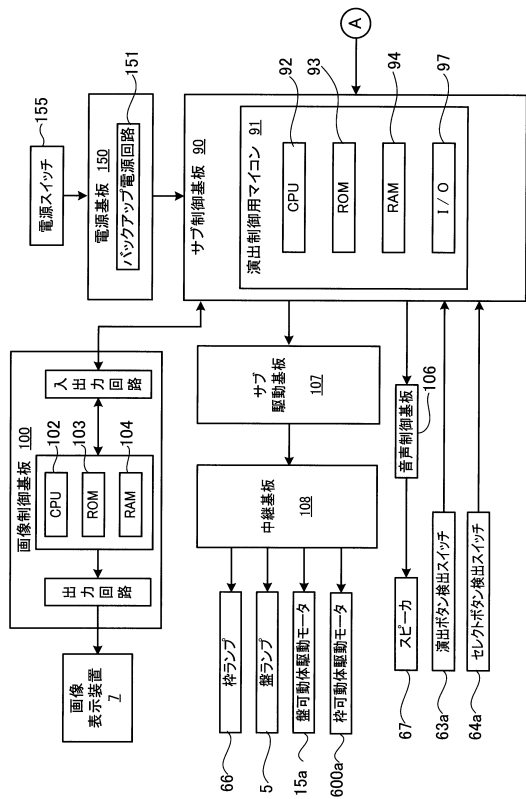 電源スイッチ
155
電源基板
150
バックアップ電源回路
151
サブ制御基板 90
演出制御用マイコン 91
CPU
92
ROM
93
RAM
94
I/O
97
A
画像制御基板 100
入出力回路
CPU
102
ROM
103
RAM
104
出力回路
画像
表示装置
7
サブ
駆動基板
107
中継基板
108
枠ランプ
66
盤ランプ
5
盤可動体駆動モータ
15a
枠可動体駆動モータ
600a
音声制御基板
106
スピーカ
67
演出ボタン検出スイッチ
63a
セレクトボタン検出スイッチ
64a